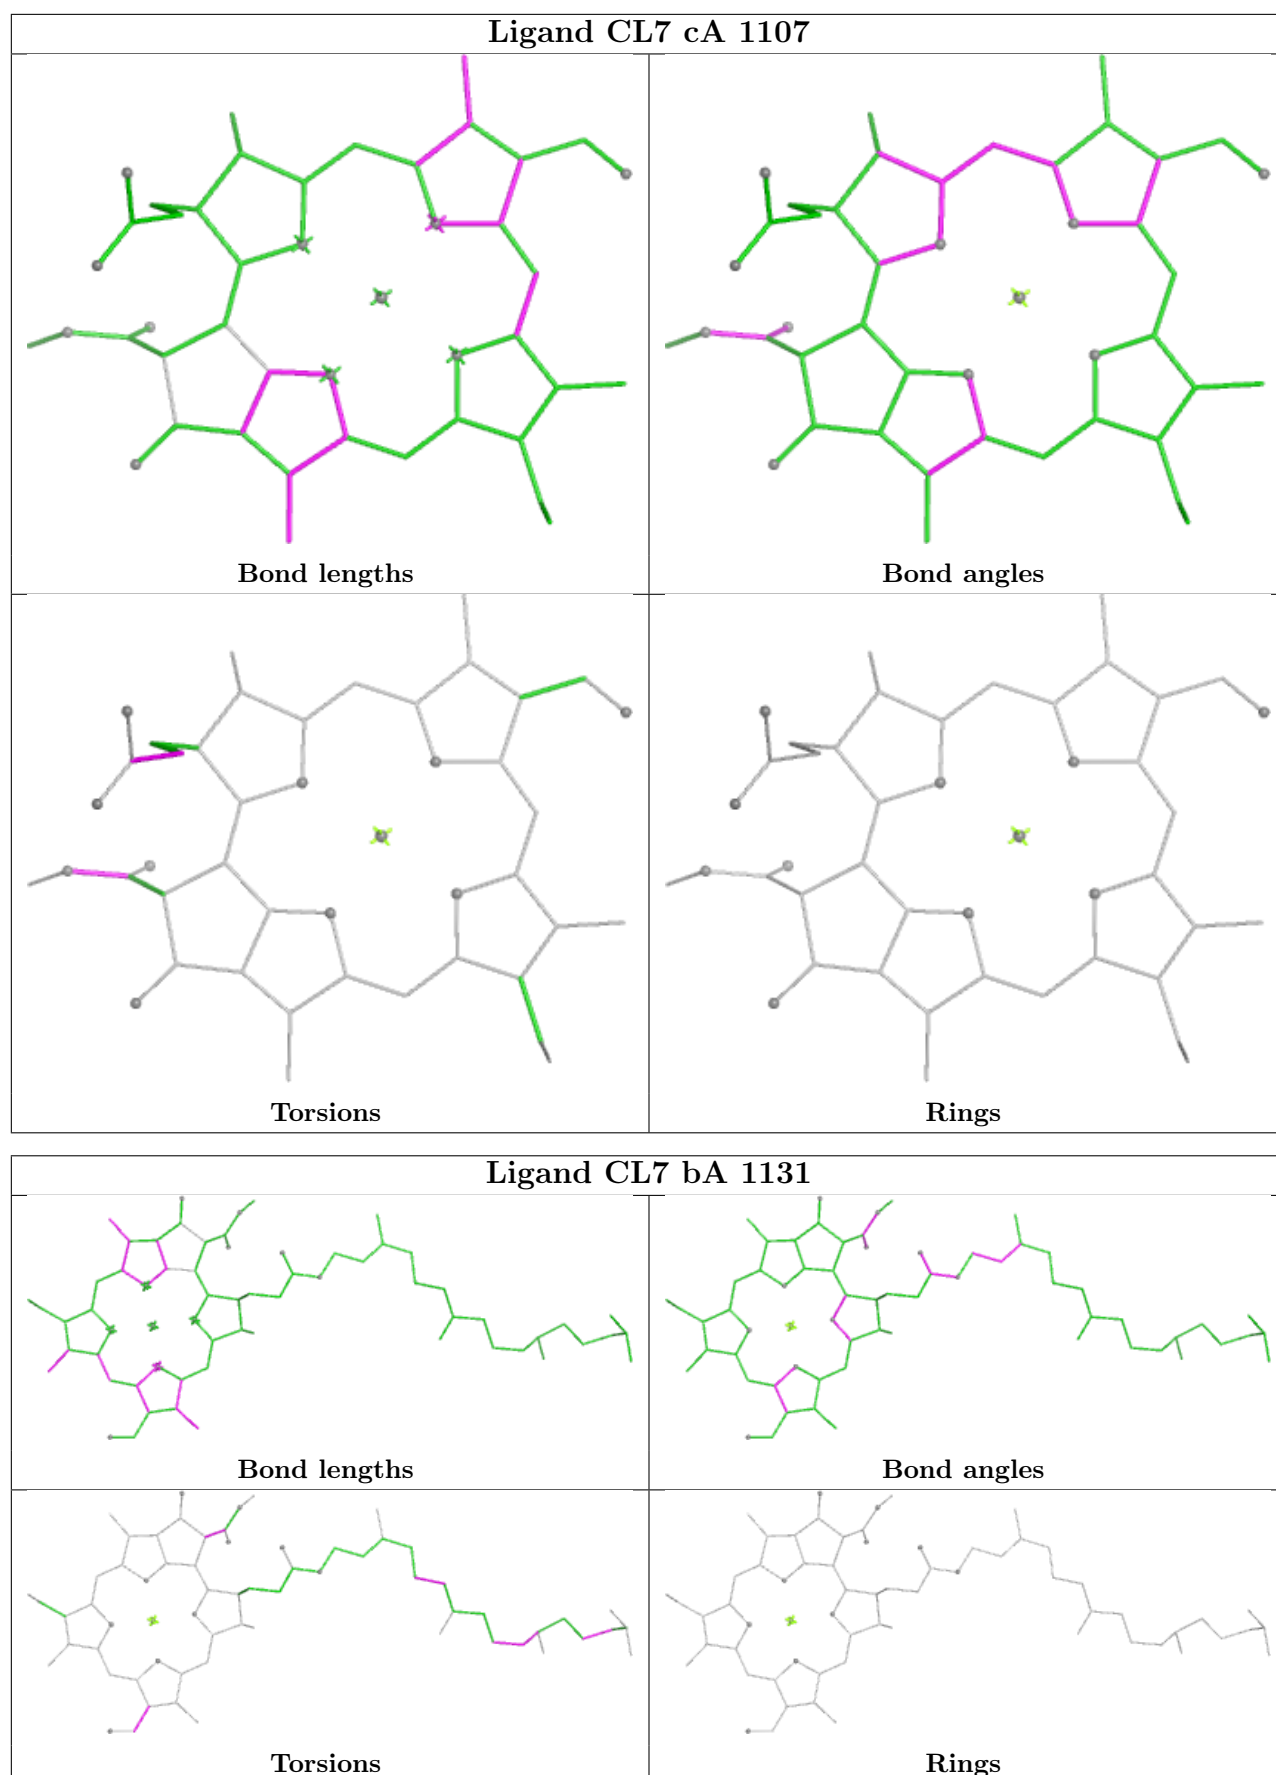 Ligand CL7 cA 1107
Bond lengths
Bond angles
Torsions
Rings
Ligand CL7 bA 1131
Bond lengths
Bond angles
Torsions
Rings